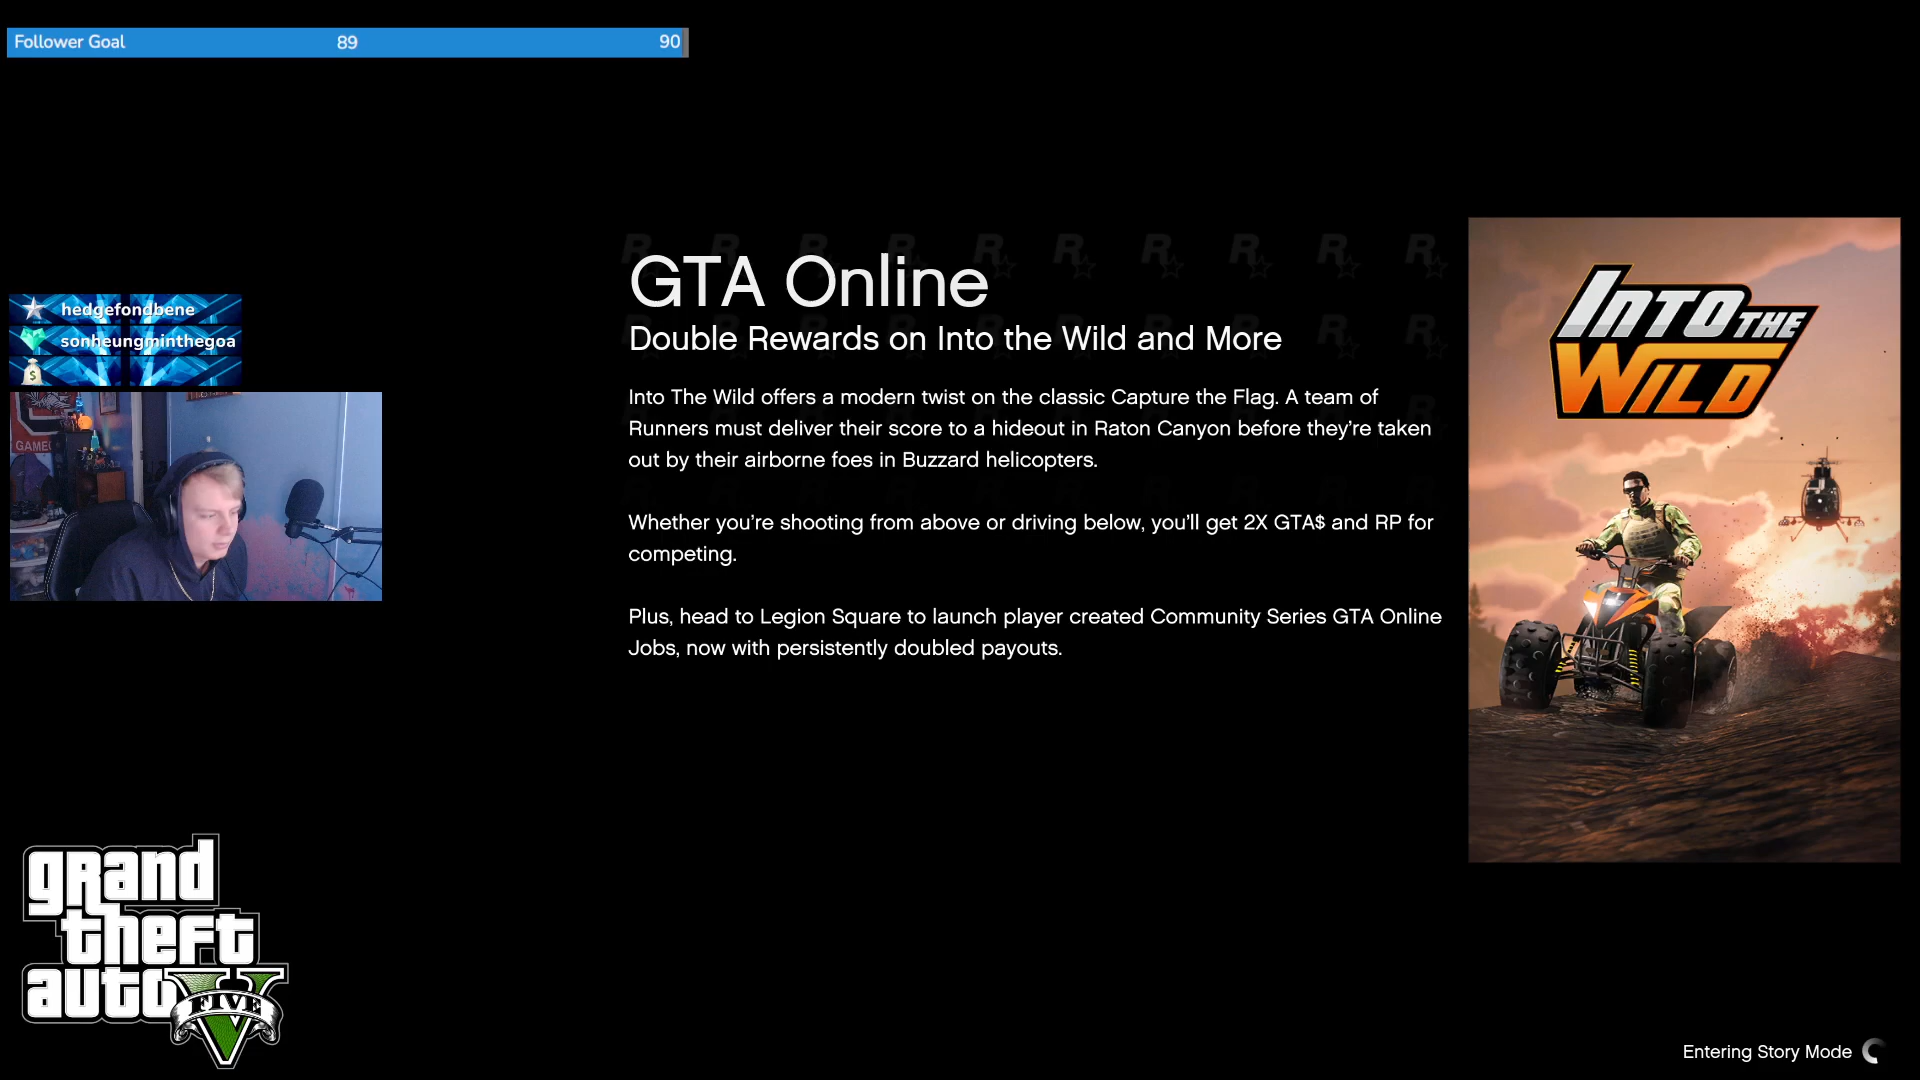 Follower Goal 89 90
GTA Online
Double Rewards on Into the Wild and More
Into The Wild offers a modern twist on the classic Capture the Flag. A team of
Runners must deliver their score to a hideout in Raton Canyon before they're taken
out by their airborne foes in Buzzard helicopters.
Whether you're shooting from above or driving below, you'll get 2X GTA$ and RP for
competing.
Plus, head to Legion Square to launch player created Community Series GTA Online
Jobs, now with persistently doubled payouts.
INTO THE
WILD
hedgefondbene
sonheungminthegoa
$
grand
theft
auto V
FIVE
Entering Story Mode